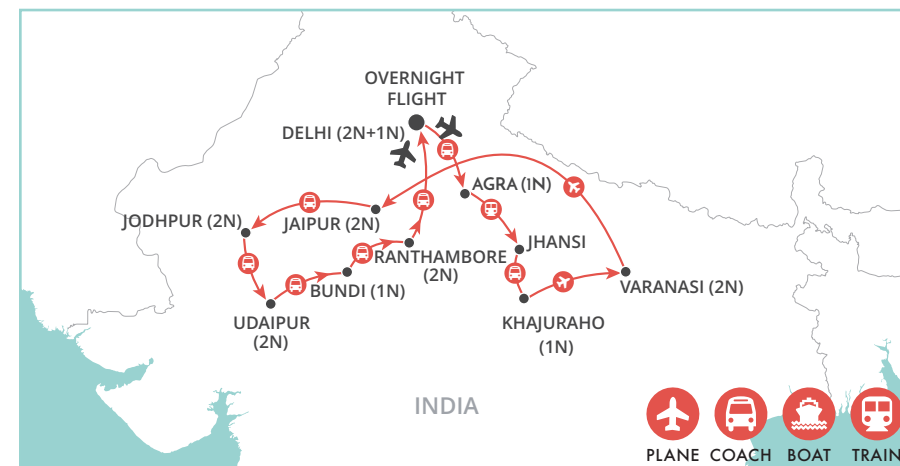 OVERNIGHT
FLIGHT
DELHI (2N+1N)
AGRA (1N)
JODHPUR (2N)
JAIPUR (2N)
JHANSI
RANTHAMBORE
(2N)
BUNDI (1N)
VARANASI (2N)
UDAIPUR
(2N)
KHAJURAHO
(1N)
INDIA
PLANE COACH BOAT TRAIN